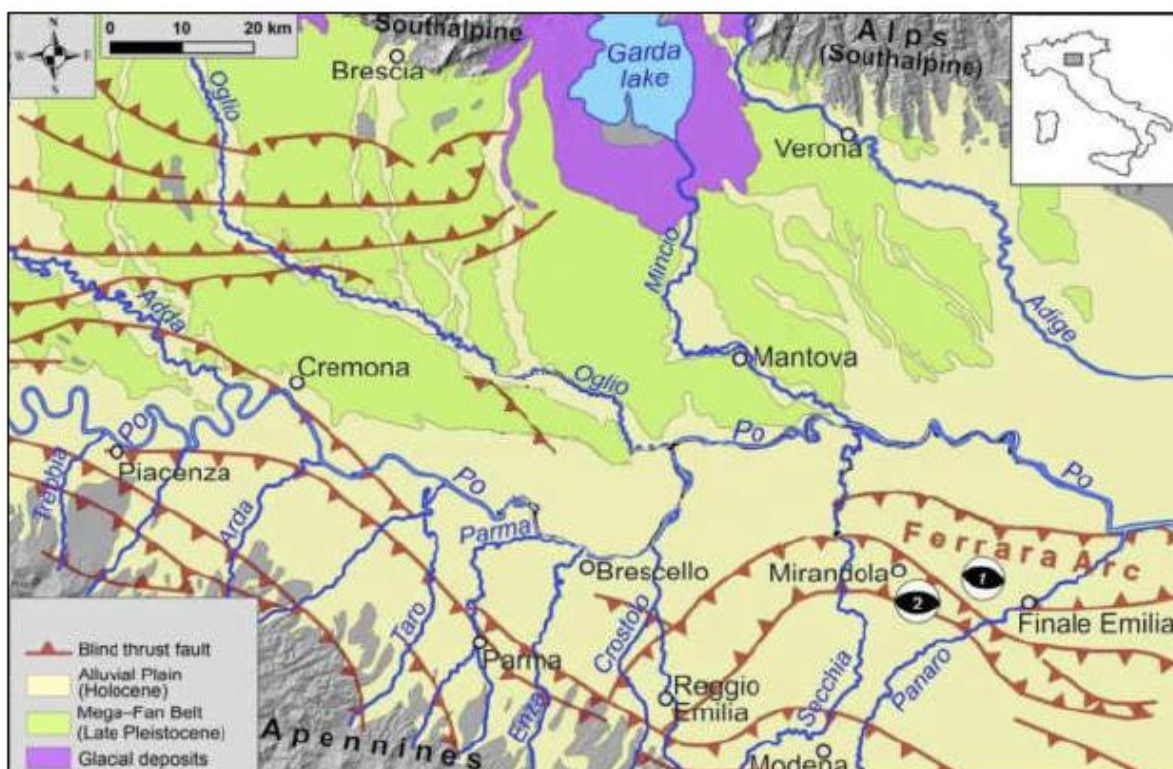 0 10 20 km
W E
Southalpine
Brescia
Oglio
Garda
lake
Alps
(Southalpine)
Verona
Mincio
Adige
Adda
Cremona
Oglio
Mantova
Po
Po
Piacenza
Trebbia
Arda
Po
Po
Parma
Taro
Brescello
Parma
Enza
Crostolo
Reggio
Emilia
Mirandola
Ferrara Arc
1
2
Finale Emilia
Secchia
Panaro
Modena
Apennines
Blind thrust fault
Alluvial Plain
(Holocene)
Mega-Fan Belt
(Late Pleistocene)
Glacal deposits